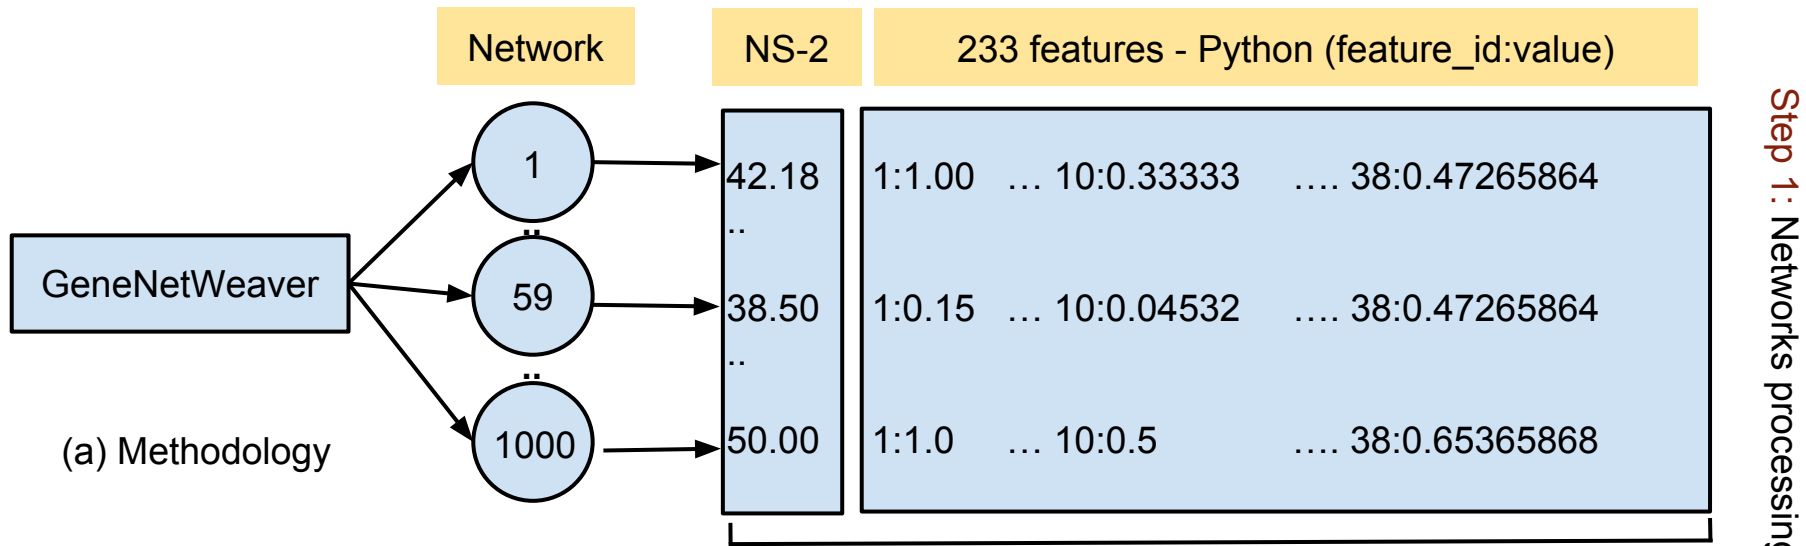 Network
NS-2
233 features - Python (feature_id:value)
1
42.18
1:1.00 … 10:0.33333 …. 38:0.47265864
..
..
GeneNetWeaver
59
38.50
1:0.15 … 10:0.04532 …. 38:0.47265864
..
..
(a) Methodology
1000
50.00
1:1.0 … 10:0.5 …. 38:0.65365868
Step 1: Networks processing